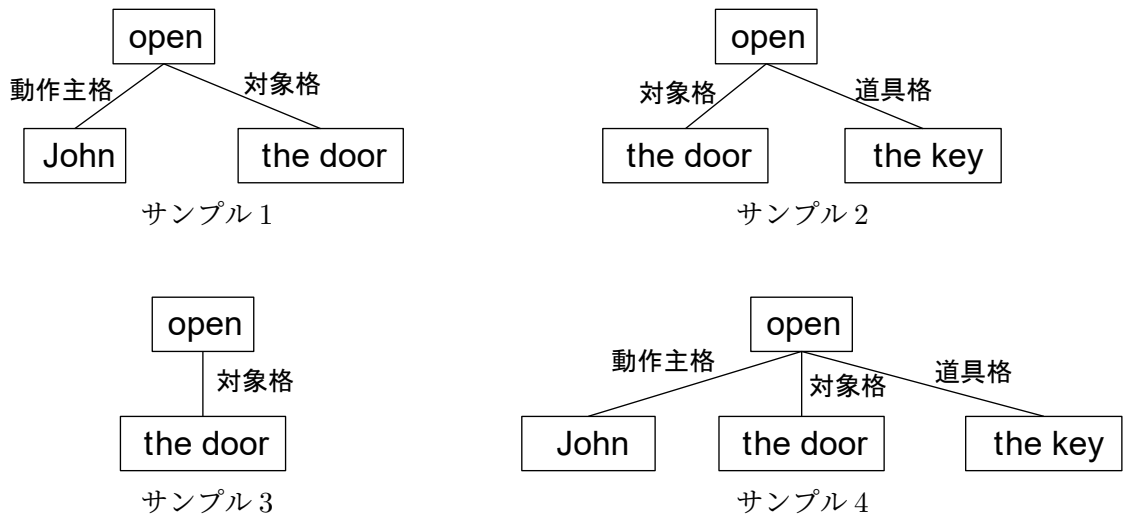 open
動作主格
対象格
John
the door
サンプル 1
open
対象格
道具格
the door
the key
サンプル 2
open
対象格
the door
サンプル 3
open
動作主格
対象格
道具格
John
the door
the key
サンプル 4